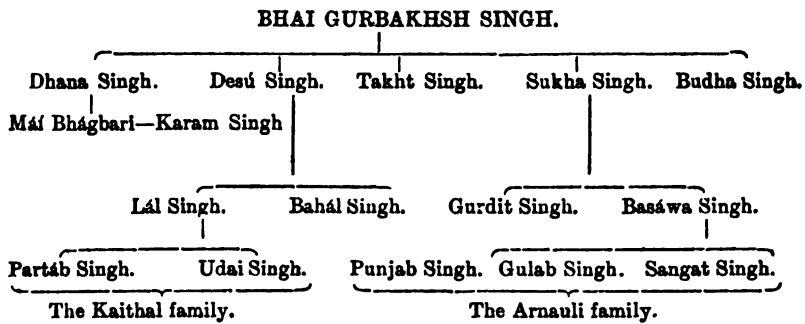 BHAI GURBAKHSH SINGH.
Dhana Singh. Desú Singh. Takht Singh. Sukha Singh. Budha Singh.
Máí Bhágbari—Karam Singh
Lál Singh. Bahál Singh. Gurdit Singh. Basáwa Singh.
Partáb Singh. Udai Singh. Punjab Singh. Gulab Singh. Sangat Singh.
The Kaithal family. The Arnauli family.